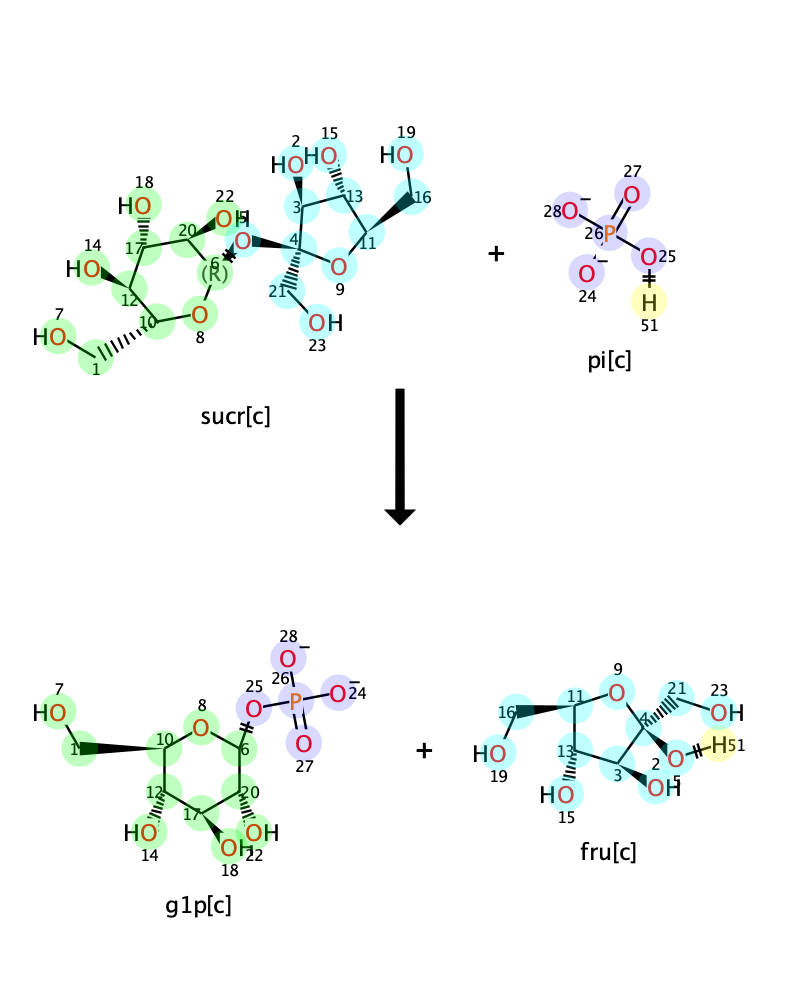 2 15 19
HO HO HO
18 22 27
HO OH 5 O 3 13 16 O
28 O −
20 4 11 26 P
14 17 O + O 25
HO 6 (R) O − O
12 21 9 24 H
7 10 O OH 51
HO 8 23
1 pi[c]
sucr[c]
28
O −
7 25 26 9
HO 8 O P O − 24 O 21 23
10 O 11 4 OH
1 6 O 16 H 51
27 + HO 13 O
12 20 19 3 2 5
17 HO OH
HO OH 15
14 OH 22
18 fru[c]
g1p[c]